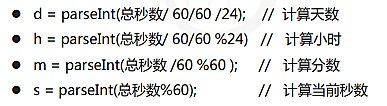 ● d = parseInt(总秒数/ 60/60 /24);    // 计算天数
● h = parseInt(总秒数/ 60/60 %24)   //   计算小时
● m = parseInt(总秒数 /60 %60 );     //   计算分数
● s = parseInt(总秒数%60);            //   计算当前秒数